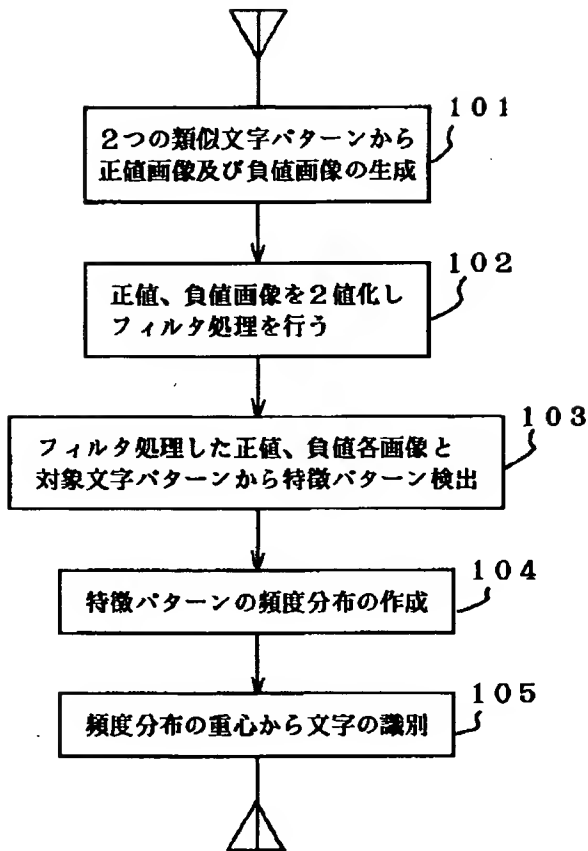 101
2つの類似文字パターンから
正値画像及び負値画像の生成
102
正値、負値画像を2値化し
フィルタ処理を行う
103
フィルタ処理した正値、負値各画像と
対象文字パターンから特徴パターン検出
104
特徴パターンの頻度分布の作成
105
頻度分布の重心から文字の識別